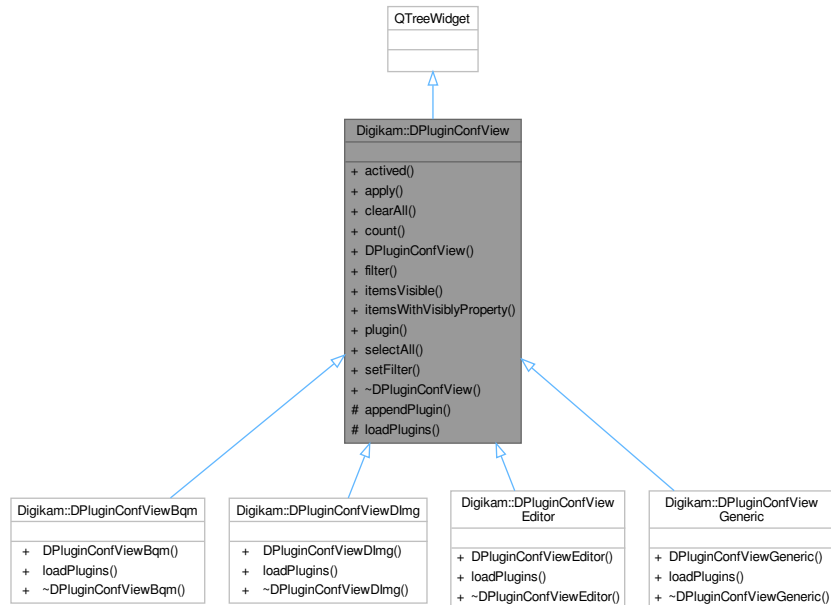 QTreeWidget
Digikam::DPluginConfView
+ actived()
+ apply()
+ clearAll()
+ count()
+ DPluginConfView()
+ filter()
+ itemsVisible()
+ itemsWithVisiblyProperty()
+ plugin()
+ selectAll()
+ setFilter()
+ ~DPluginConfView()
# appendPlugin()
# loadPlugins()
Digikam::DPluginConfViewBqm
+ DPluginConfViewBqm()
+ loadPlugins()
+ ~DPluginConfViewBqm()
Digikam::DPluginConfViewDImg
+ DPluginConfViewDImg()
+ loadPlugins()
+ ~DPluginConfViewDImg()
Digikam::DPluginConfView
Editor
+ DPluginConfViewEditor()
+ loadPlugins()
+ ~DPluginConfViewEditor()
Digikam::DPluginConfView
Generic
+ DPluginConfViewGeneric()
+ loadPlugins()
+ ~DPluginConfViewGeneric()